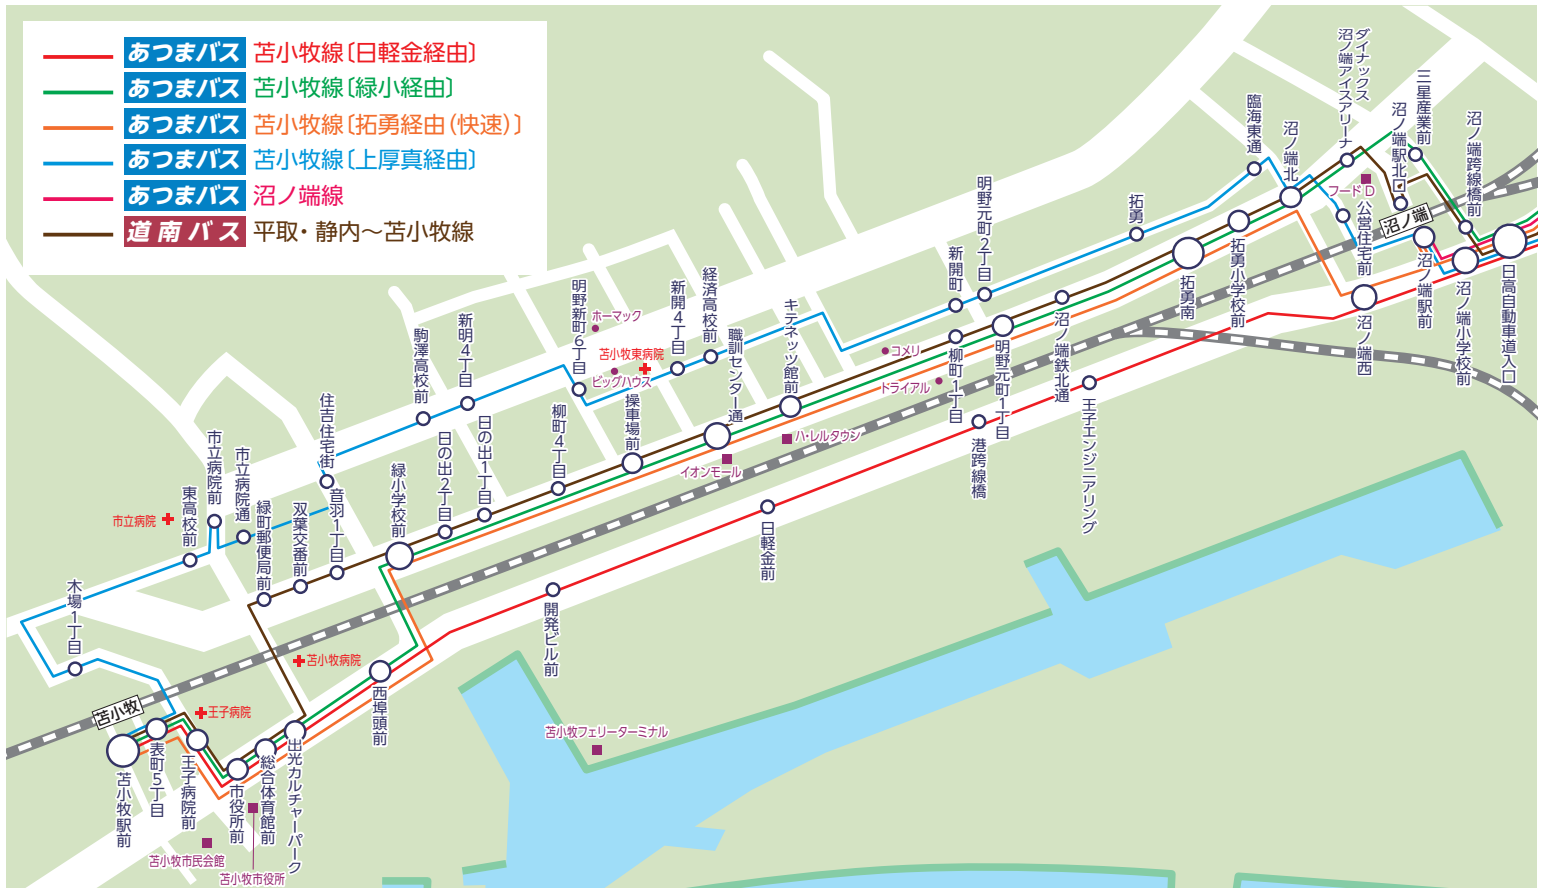 あつまバス 苫小牧線〔日軽金経由〕
あつまバス 苫小牧線〔緑小経由〕
あつまバス 苫小牧線〔拓勇経由(快速)〕
あつまバス 苫小牧線〔上厚真経由〕
あつまバス 沼ノ端線
道南バス 平取・静内～苫小牧線
ダイナックス
沼ノ端アイスアリーナ
三星産業前
沼ノ端駅北口
沼ノ端跨線橋前
臨海東通
沼ノ端北
フードD
公営住宅前
沼ノ端
沼ノ端駅前
沼ノ端小学校前
日高自動車道入口
沼ノ端西
拓勇
拓勇南
拓勇小学校前
明野元町2丁目
新開町
柳町1丁目
明野元町1丁目
沼ノ端鉄北通
王子エンジニアリング
港跨線橋
コメリ
トライアル
キテネッツ館前
経済高校前
新開4丁目
職訓センター通
ハ・レルタウン
イオンモール
操車場前
明野新町6丁目
ホーマック
苫小牧東病院
ビッグハウス
柳町4丁目
日軽金前
開発ビル前
新明4丁目
駒澤高校前
日の出1丁目
日の出2丁目
緑小学校前
住吉住宅街
音羽1丁目
双葉交番前
緑町郵便局前
市立病院通
市立病院前
東高校前
市立病院
木場1丁目
苫小牧病院
王子病院
苫小牧
苫小牧駅前
表町5丁目
王子病院前
市役所前
総合体育館前
出光カルチャーパーク
西埠頭前
苫小牧フェリーターミナル
苫小牧市民会館
苫小牧市役所